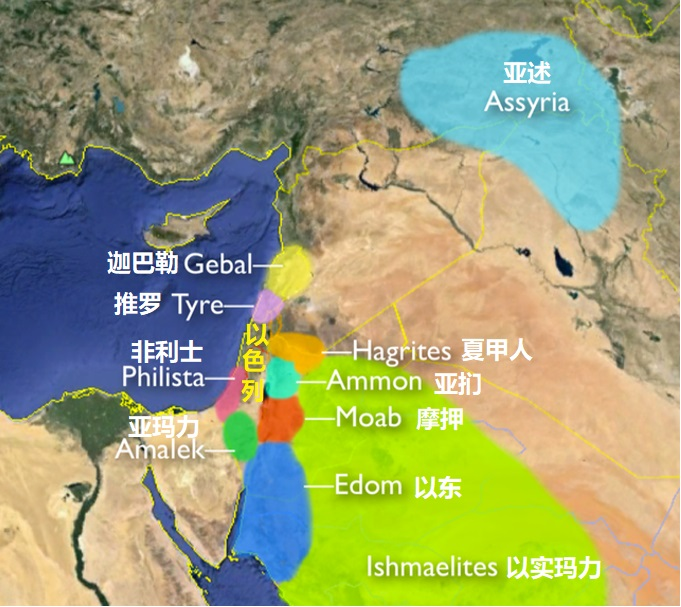 亚述
Assyria
迦巴勒 Gebal
推罗 Tyre
以色列
非利士
Philista
Hagrites 夏甲人
Ammon 亚扪
亚玛力
Amalek
Moab 摩押
Edom 以东
Ishmaelites 以实玛力